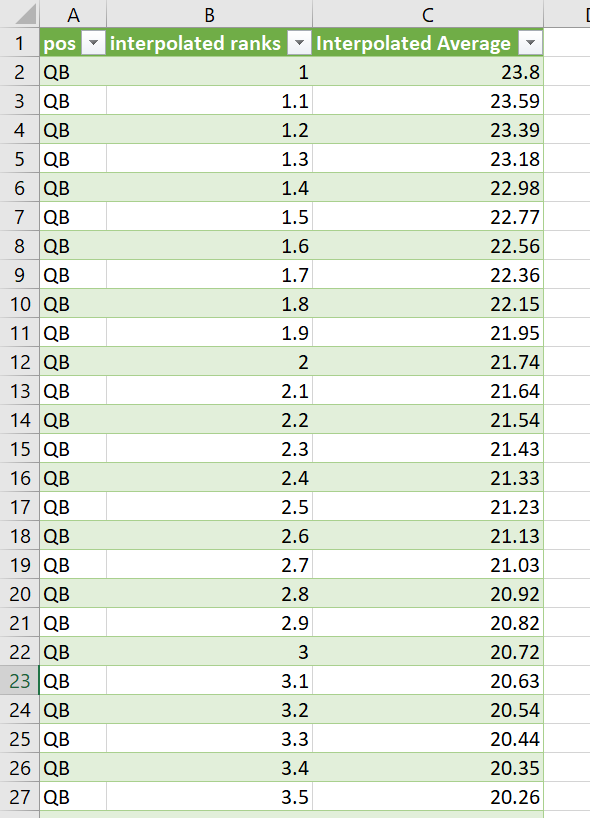 A B C
1 pos interpolated ranks Interpolated Average
2 QB 1 23.8
3 QB 1.1 23.59
4 QB 1.2 23.39
5 QB 1.3 23.18
6 QB 1.4 22.98
7 QB 1.5 22.77
8 QB 1.6 22.56
9 QB 1.7 22.36
10 QB 1.8 22.15
11 QB 1.9 21.95
12 QB 2 21.74
13 QB 2.1 21.64
14 QB 2.2 21.54
15 QB 2.3 21.43
16 QB 2.4 21.33
17 QB 2.5 21.23
18 QB 2.6 21.13
19 QB 2.7 21.03
20 QB 2.8 20.92
21 QB 2.9 20.82
22 QB 3 20.72
23 QB 3.1 20.63
24 QB 3.2 20.54
25 QB 3.3 20.44
26 QB 3.4 20.35
27 QB 3.5 20.26